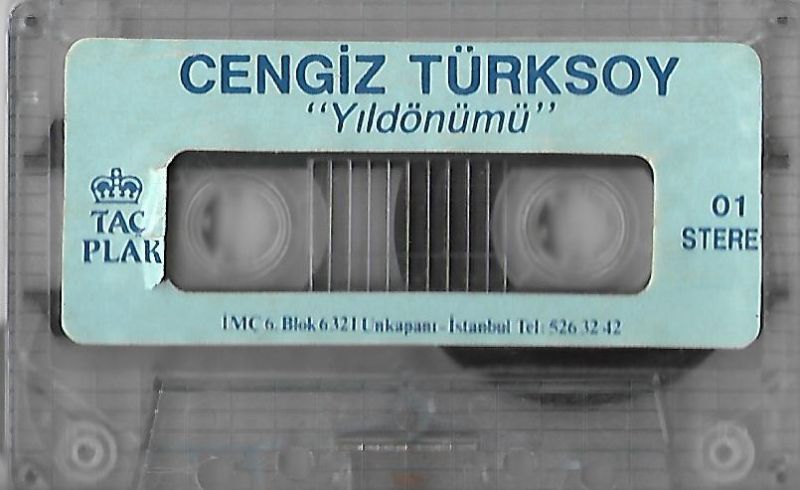 CENGİZ TÜRKSOY
"Yıldönümü"
TAÇ
PLAK
01
STERE
İMÇ 6. Blok 6321 Unkapanı - İstanbul Tel: 526 32 42